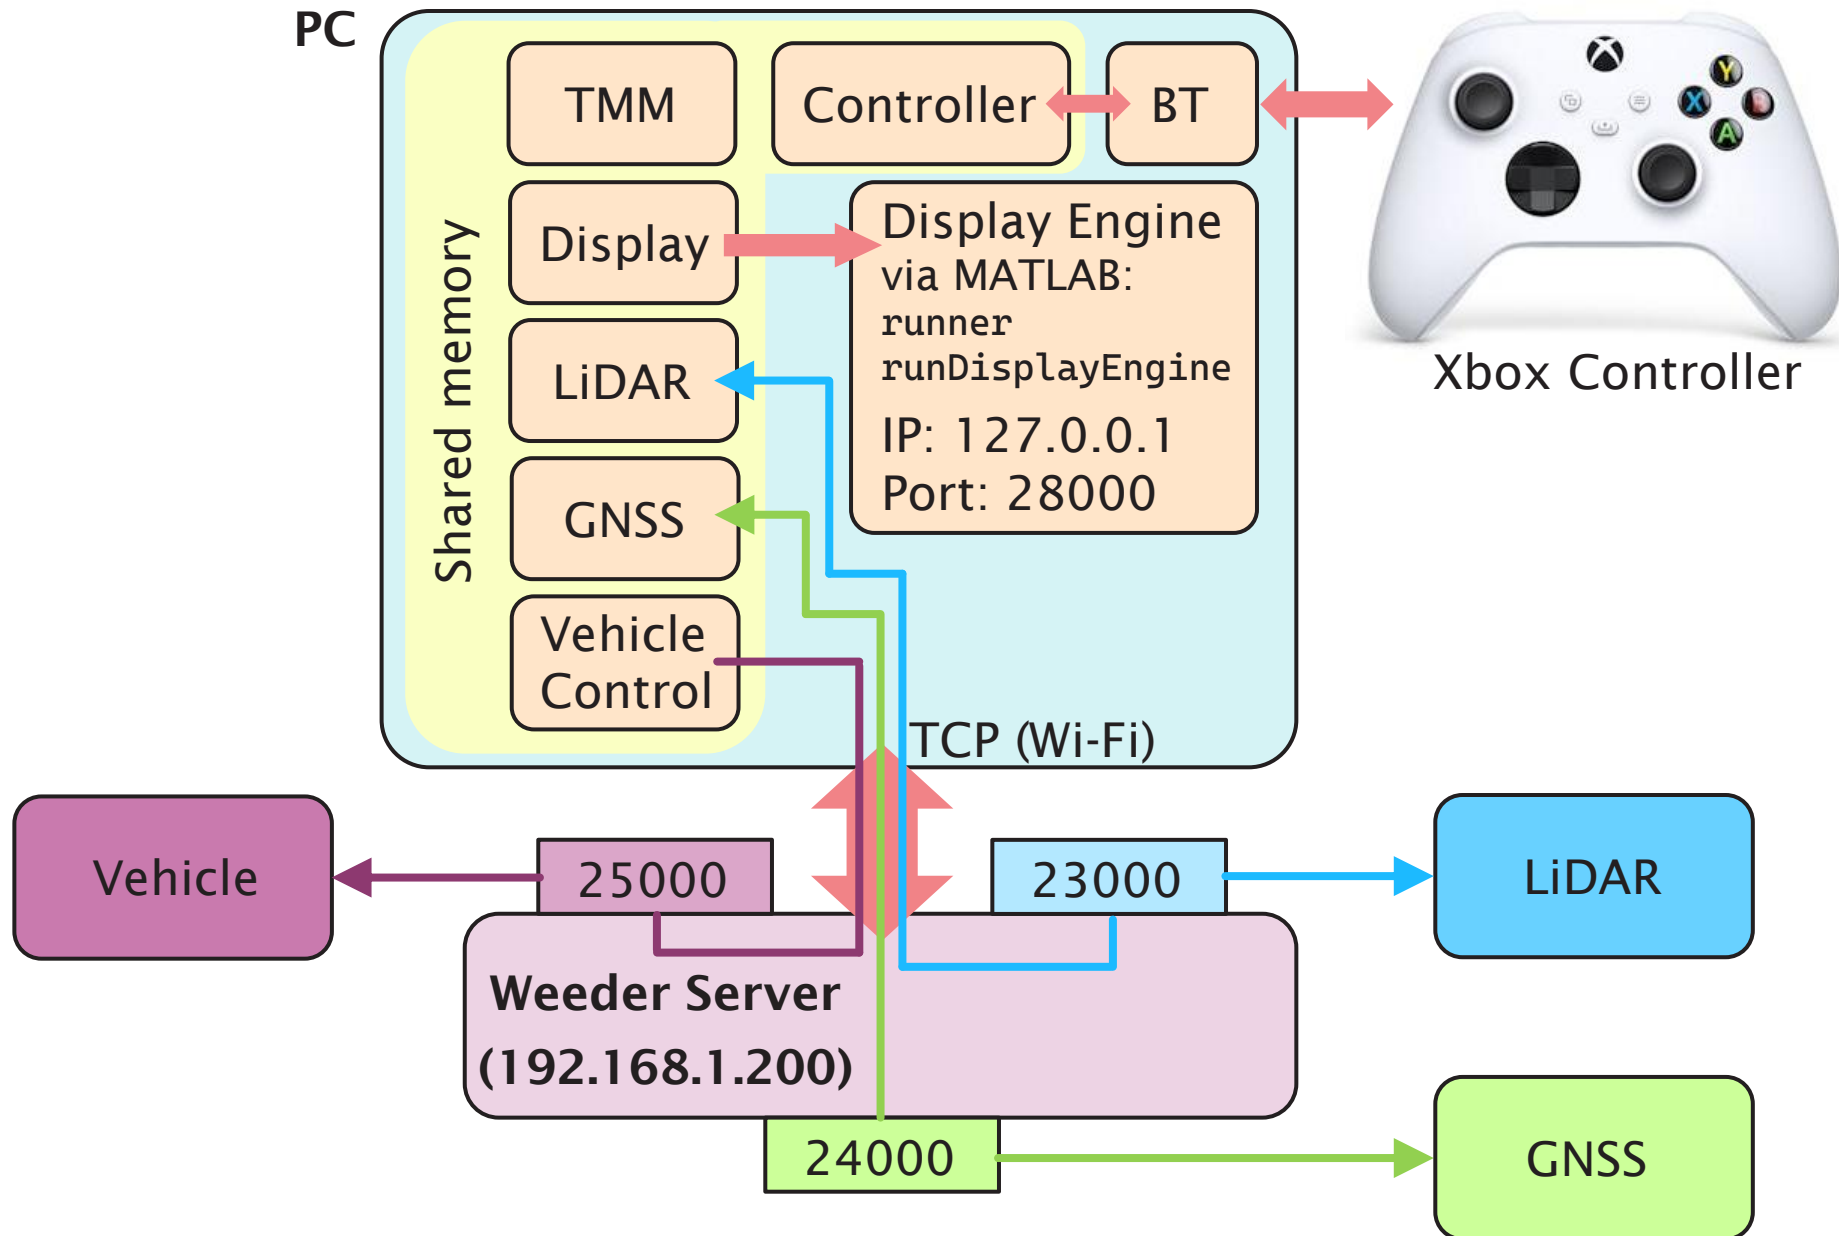 PC
TMM
Controller
BT
Display
Display Engine
via MATLAB:
runner
runDisplayEngine
IP: 127.0.0.1
Port: 28000
Shared memory
LiDAR
GNSS
Vehicle
Control
TCP (Wi-Fi)
Y
X
B
A
Xbox Controller
Vehicle
25000
23000
LiDAR
Weeder Server
(192.168.1.200)
24000
GNSS